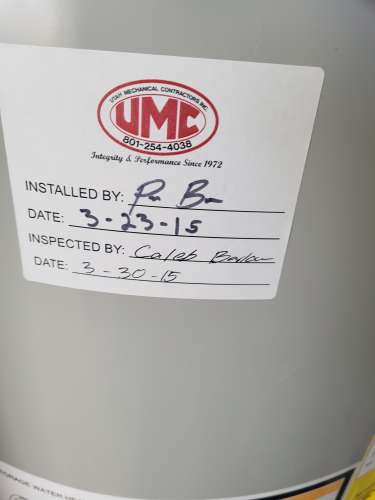 UTAH MECHANICAL CONTRACTORS INC.
UMC
801-254-4038
Integrity & Performance Since 1972
INSTALLED BY:
DATE: 3-23-15
INSPECTED BY: Caleb
DATE: 3-30-15